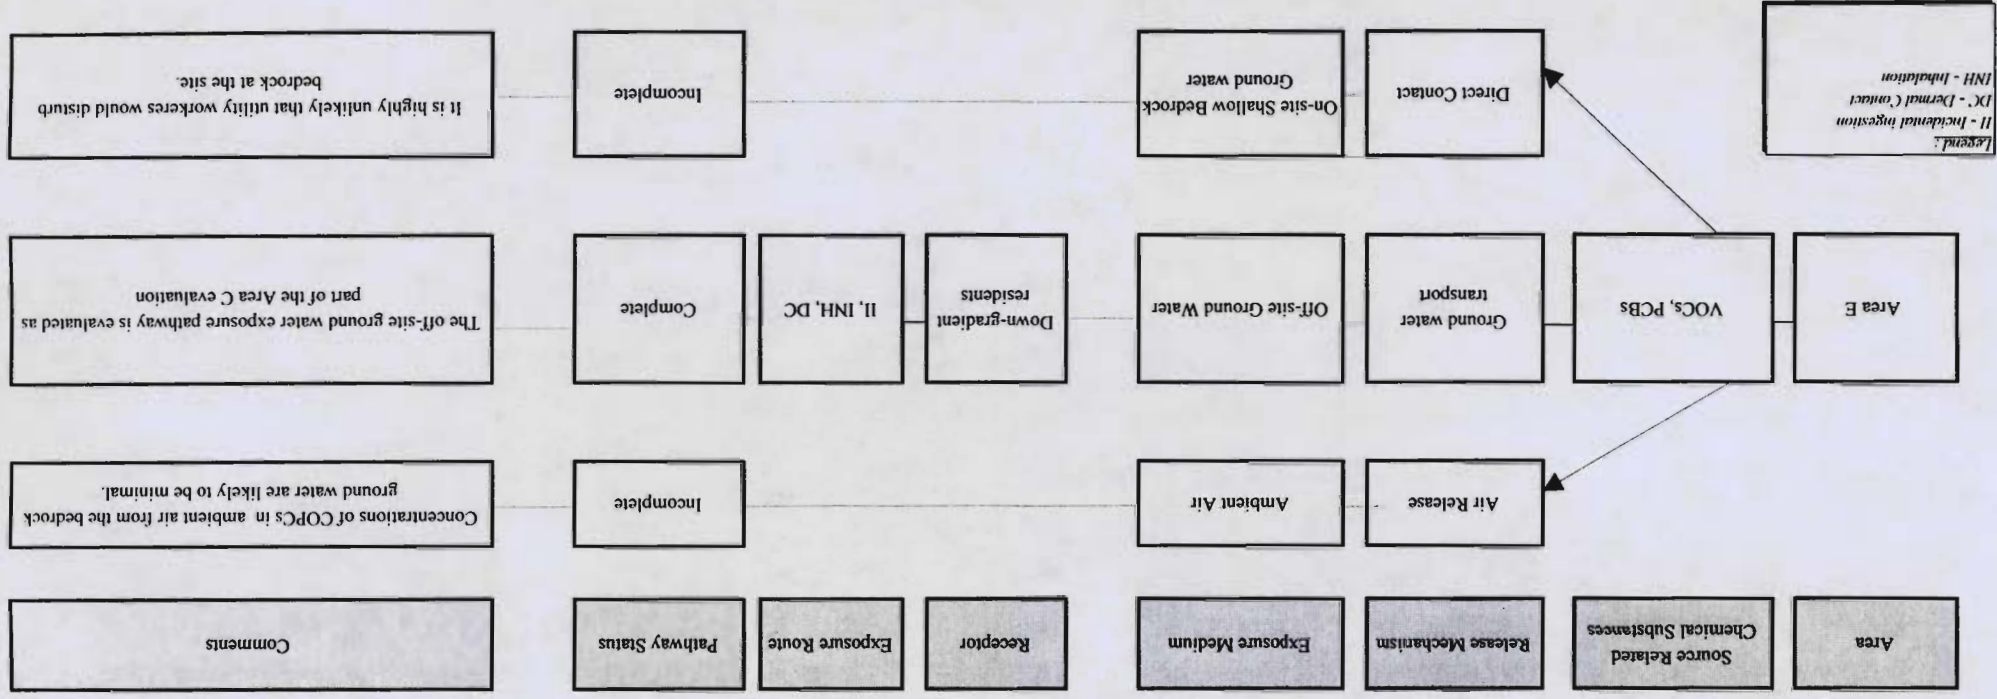 Area
Source Related
Chemical Substances
Release Mechanism
Exposure Medium
Receptor
Exposure Route
Pathway Status
Comments
Air Release
Ambient Air
Incomplete
Concentrations of COPCs in ambient air from the bedrock
ground water are likely to be minimal.
Area E
VOCs, PCBs
Ground water
transport
Off-site Ground Water
Down-gradient
residents
II, INH, DC
Complete
The off-site ground water exposure pathway is evaluated as
part of the Area C evaluation
Direct Contact
On-site Shallow Bedrock
Ground water
Incomplete
It is highly unlikely that utility workeres would disturb
bedrock at the site.
Legend :
II - Incidental ingestion
DC - Dermal Contact
INH - Inhalation